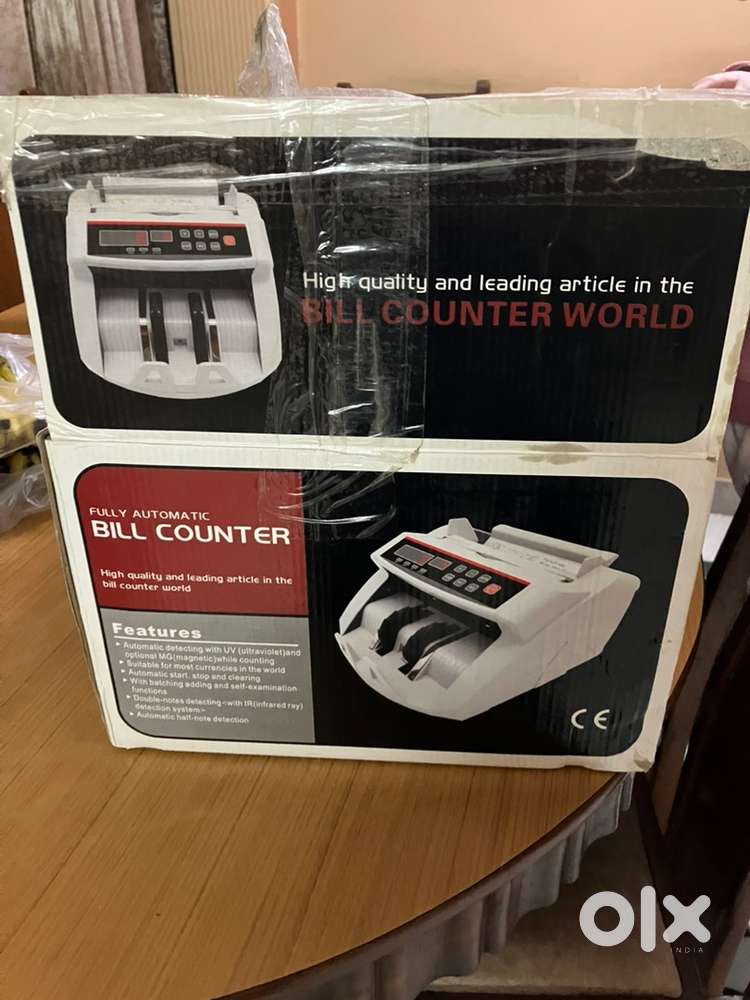 High quality and leading article in the
BILL COUNTER WORLD
FULLY AUTOMATIC
BILL COUNTER
High quality and leading article in the
bill counter world
Features
▸ Automatic detecting with UV (ultraviolet)and
optional MG(magnetic)while counting
▸ Suitable for most currencies in the world
▸ Automatic start, stop and clearing
▸ With batching adding and self-examination
functions
▸ Double-notes detecting<with IR(infrared ray)
detection system>
▸ Automatic half-note detection
CE
olx
INDIA